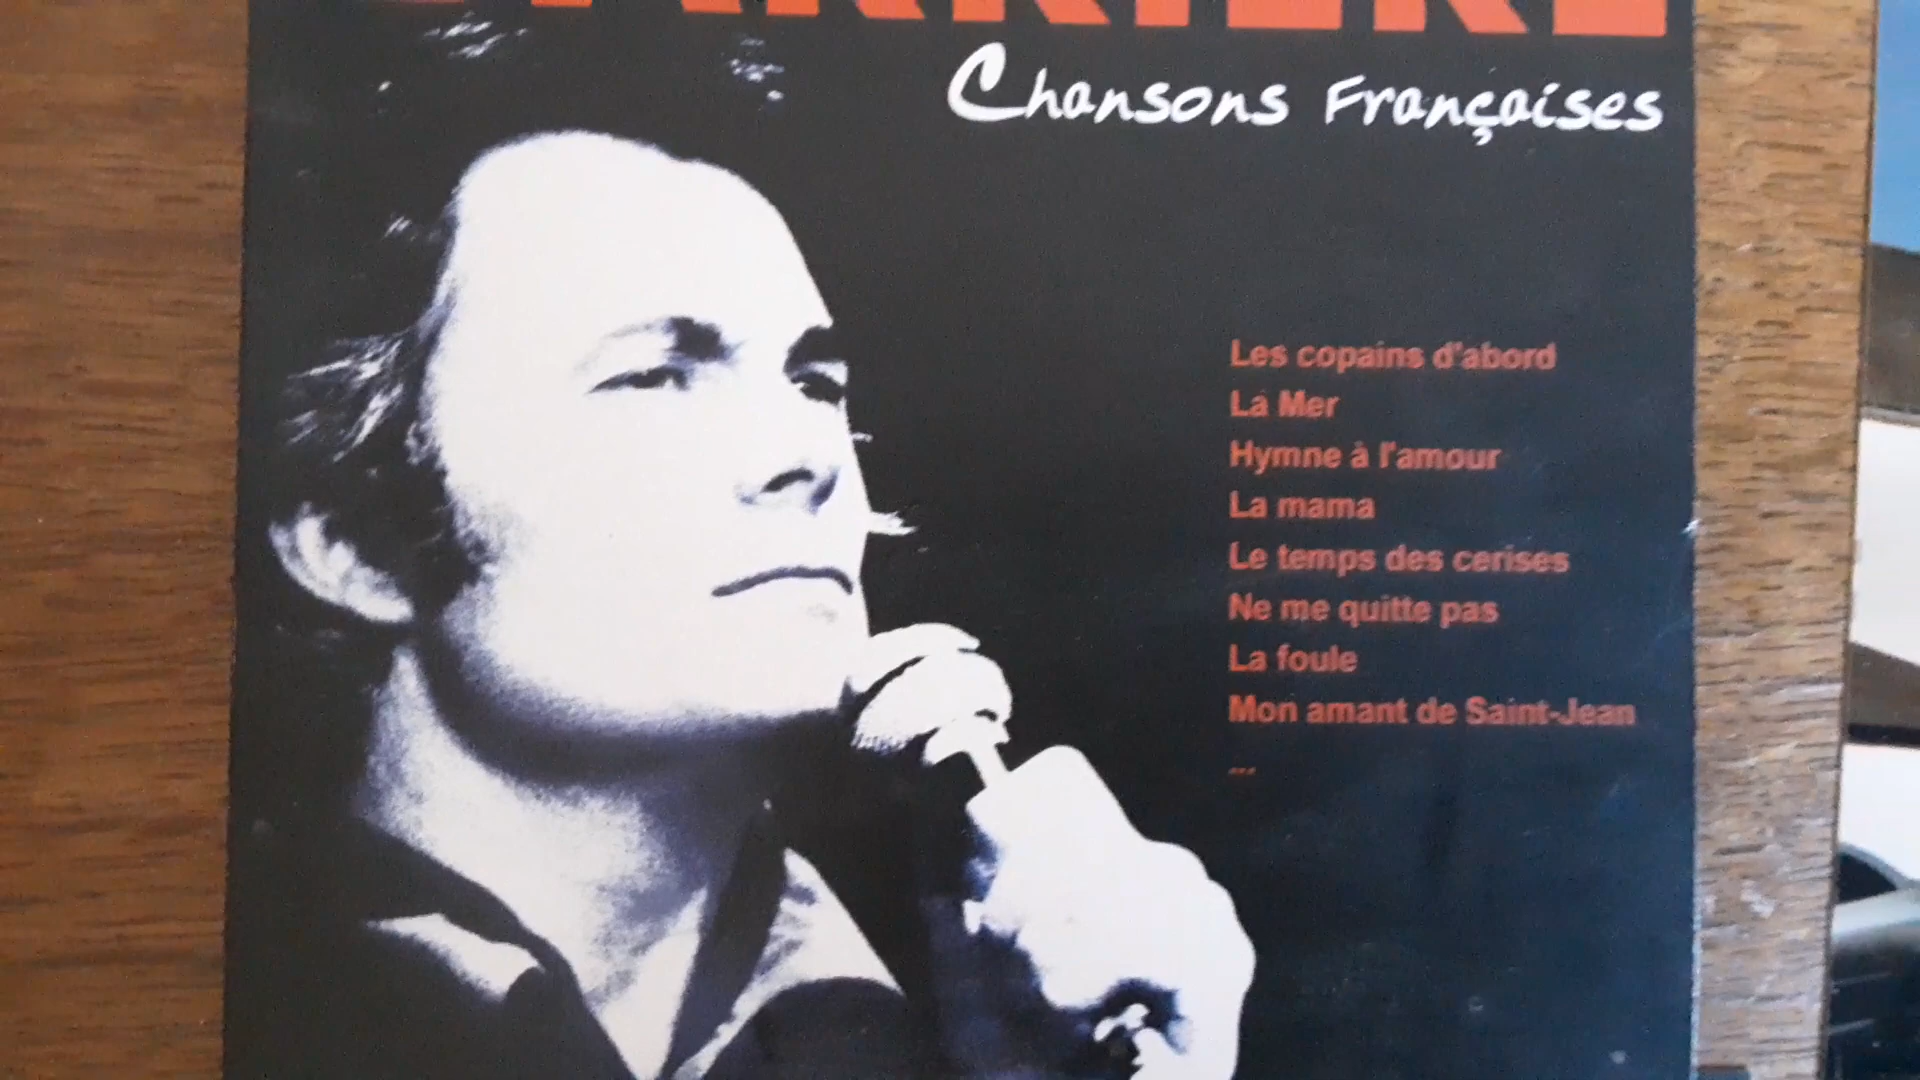 Chansons Françaises
Les copains d'abord
La Mer
Hymne à l'amour
La mama
Le temps des cerises
Ne me quitte pas
La foule
Mon amant de Saint-Jean
...